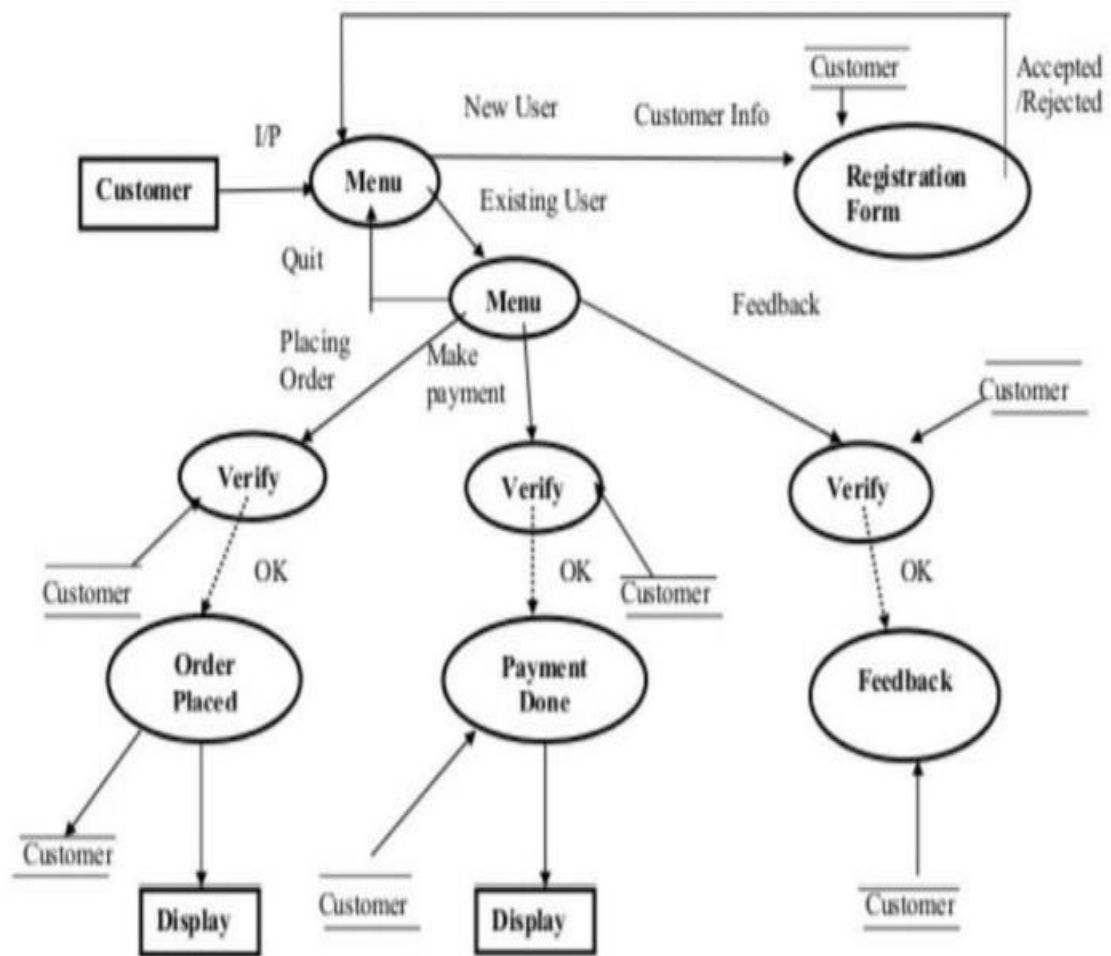 Customer
Accepted
/Rejected
New User
Customer Info
I/P
Customer
Menu
Registration
Form
Existing User
Quit
Menu
Feedback
Placing
Order
Make
payment
Customer
Verify
Verify
Verify
OK
OK
OK
Customer
Customer
Order
Placed
Payment
Done
Feedback
Customer
Customer
Customer
Display
Display